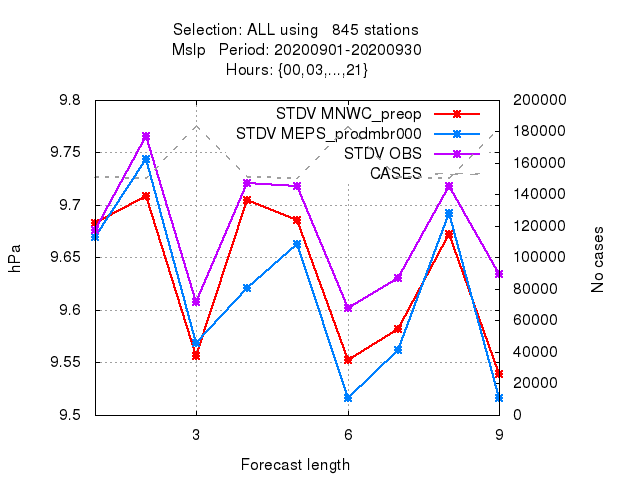 Selection: ALL using   845 stations
Mslp   Period: 20200901-20200930
Hours: {00,03,...,21}
STDV MNWC_preop
STDV MEPS_prodmbr000
STDV OBS
CASES
9.8
9.75
9.7
9.65
9.6
9.55
9.5
hPa
200000
180000
160000
140000
120000
100000
80000
60000
40000
20000
0
No cases
3
6
9
Forecast length